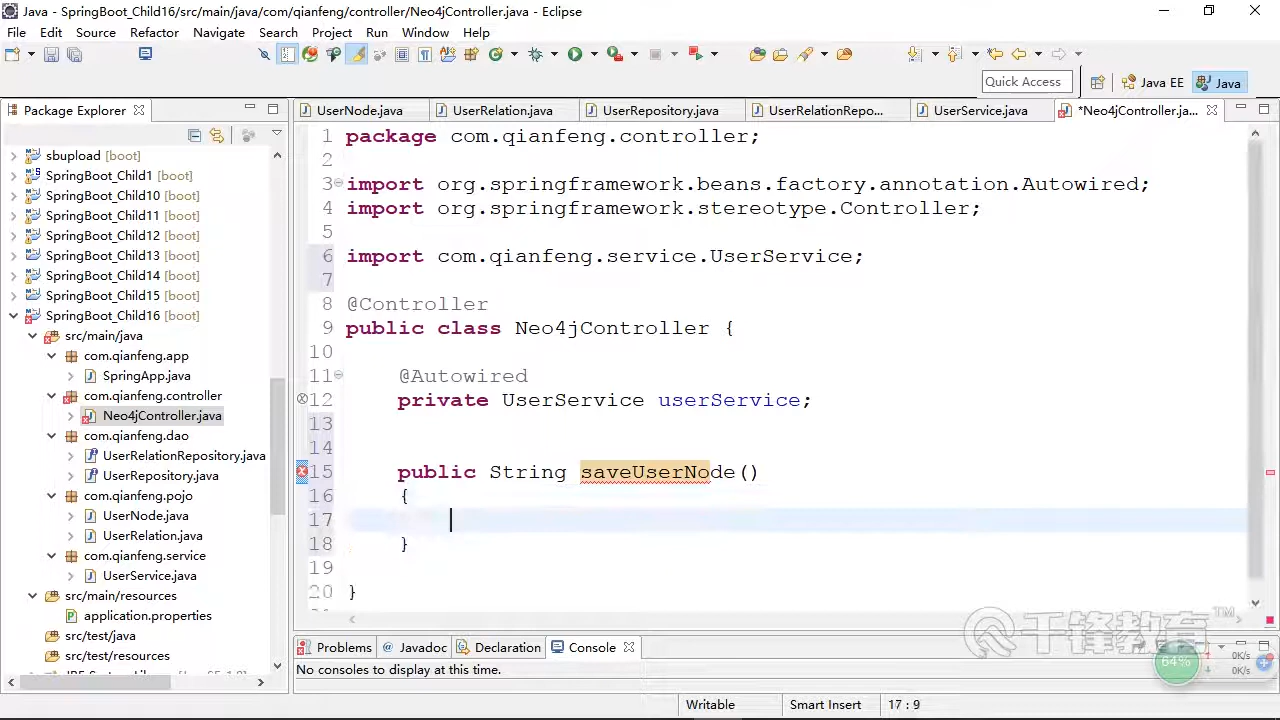 Java - SpringBoot_Child16/src/main/java/com/qianfeng/controller/Neo4jController.java - Eclipse
File Edit Source Refactor Navigate Search Project Run Window Help
Quick Access
Java EE
Java
Package Explorer
UserNode.java
UserRelation.java
UserRepository.java
UserRelationRepo...
UserService.java
*Neo4jController.ja...
sbupload [boot]
SpringBoot_Child1 [boot]
SpringBoot_Child10 [boot]
SpringBoot_Child11 [boot]
SpringBoot_Child12 [boot]
SpringBoot_Child13 [boot]
SpringBoot_Child14 [boot]
SpringBoot_Child15 [boot]
SpringBoot_Child16 [boot]
src/main/java
com.qianfeng.app
SpringApp.java
com.qianfeng.controller
Neo4jController.java
com.qianfeng.dao
UserRelationRepository.java
UserRepository.java
com.qianfeng.pojo
UserNode.java
UserRelation.java
com.qianfeng.service
UserService.java
src/main/resources
application.properties
src/test/java
src/test/resources
1 package com.qianfeng.controller;
2
3 import org.springframework.beans.factory.annotation.Autowired;
4 import org.springframework.stereotype.Controller;
5
6 import com.qianfeng.service.UserService;
7
8 @Controller
9 public class Neo4jController {
10
11 @Autowired
12 private UserService userService;
13
14
15 public String saveUserNode()
16 {
17
18 }
19
20 }
千锋教育 TM
Problems
@ Javadoc
Declaration
Console
No consoles to display at this time.
64%
0K/s
0K/s
Writable
Smart Insert
17 : 9